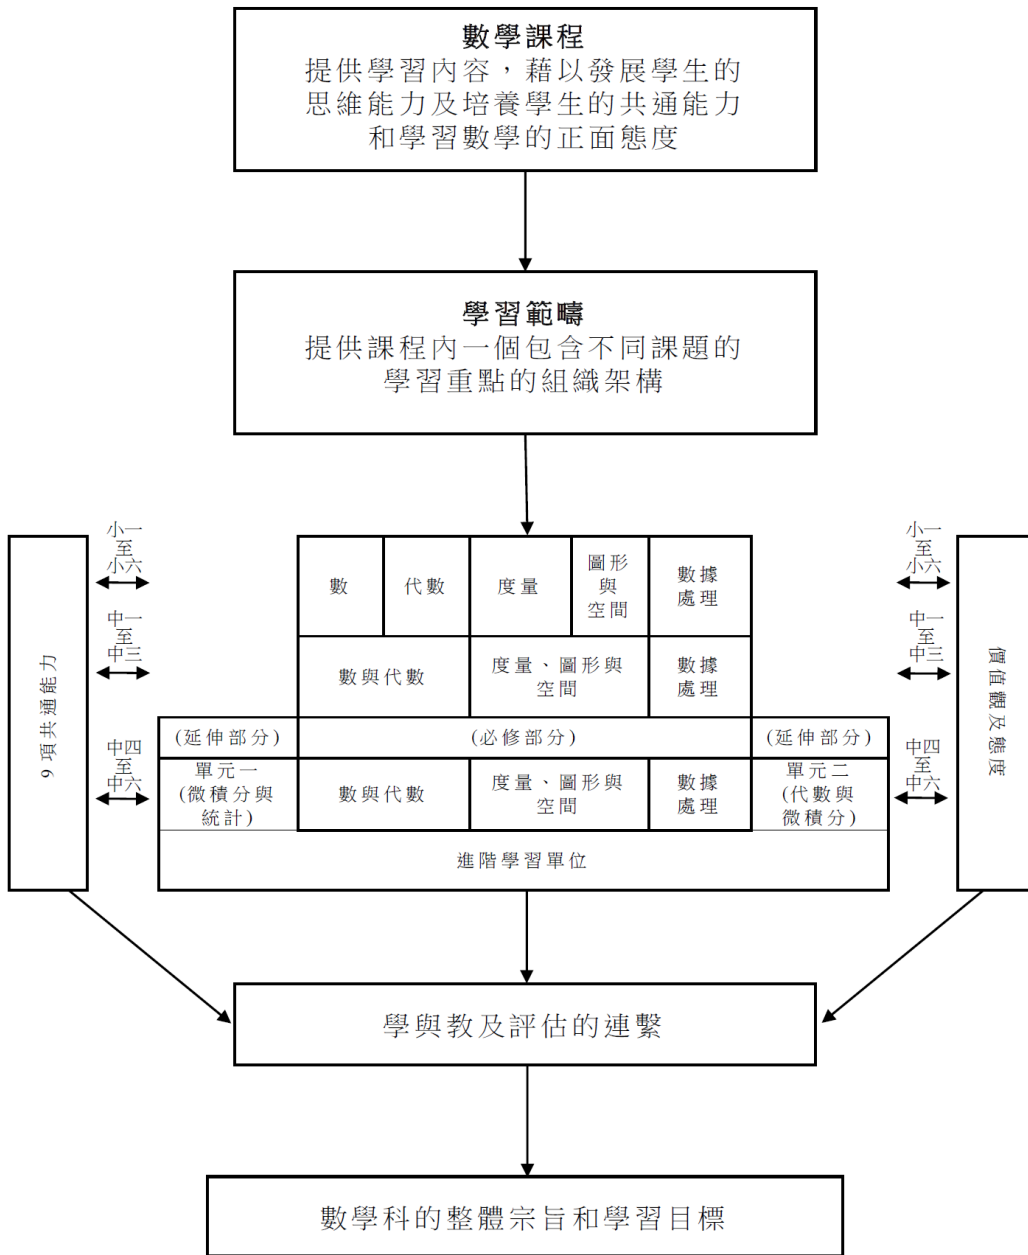 數學課程
提供學習內容，藉以發展學生的
思維能力及培養學生的共通能力
和學習數學的正面態度
學習範疇
提供課程內一個包含不同課題的
學習重點的組織架構
9 項共通能力
小一
至
小六
中一
至
中三
中四
至
中六
數
代數
度量
圖形
與
空間
數據
處理
數與代數
度量、圖形與
空間
數據
處理
(延伸部分)
(必修部分)
(延伸部分)
單元一
(微積分與
統計)
數與代數
度量、圖形與
空間
數據
處理
單元二
(代數與
微積分)
進階學習單位
小一
至
小六
中一
至
中三
中四
至
中六
價值觀及態度
學與教及評估的連繫
數學科的整體宗旨和學習目標